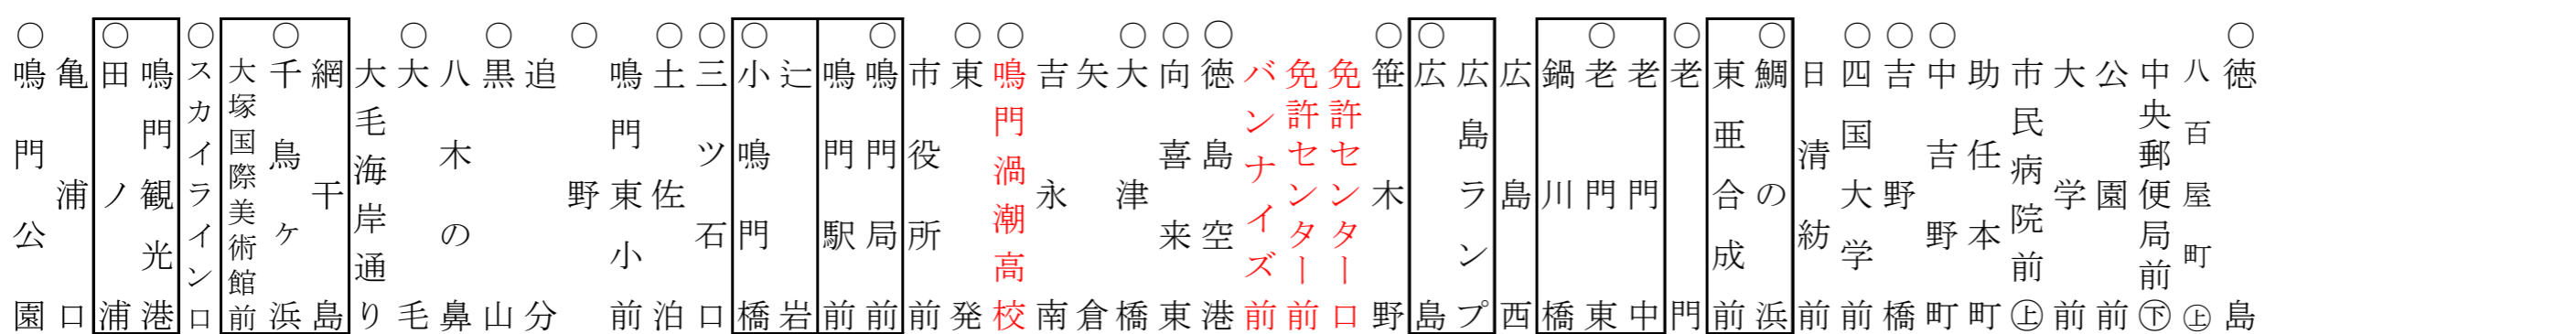 ○鳴門公園
亀浦口
○田ノ浦
鳴門観光港
○スカイライン口
大塚国際美術館前
○千鳥ヶ浜
網干島
大毛海岸通り
○大毛
八木の鼻
○黒山
追分
○野
鳴門東小前
○土佐泊
○三ツ石口
○小鳴門橋
辻岩
鳴門駅前
○鳴門局前
市役所前
○東発
○鳴門渦潮高校
吉永南
矢倉
○大津橋
○向喜来東
○徳島空港
バンナイズ前
免許センター前
免許センター口
○笹木野
○広島
広島ランプ
広島西
鍋川橋
○老門東
老門中
○老門
東亜合成前
○鯛の浜
日清紡前
○四国大学前
○吉野橋
○中吉野町
助任本町
市民病院前㊤
大学前
公園前
中央郵便局前㊦
八百屋町㊤
○徳島